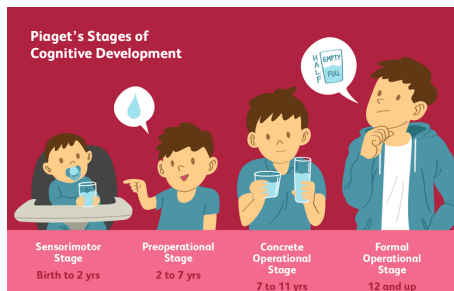 Piaget's Stages of
Cognitive Development
HALF
EMPTY
FULL
Sensorimotor
Stage
Birth to 2 yrs
Preoperational
Stage
2 to 7 yrs
Concrete
Operational
Stage
7 to 11 yrs
Formal
Operational
Stage
12 and up